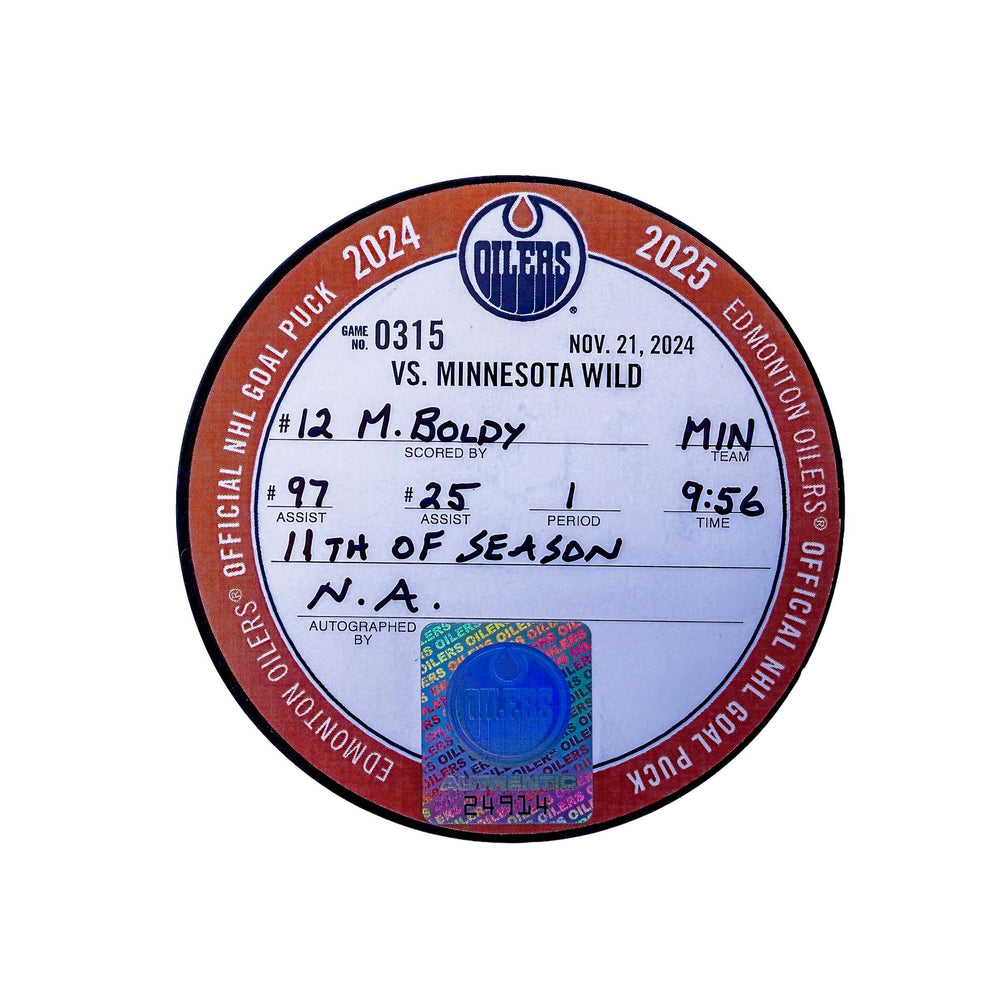 2024
2025
EDMONTON OILERS® OFFICIAL NHL GOAL PUCK
EDMONTON OILERS® OFFICIAL NHL GOAL PUCK
OILERS
®
GAME NO. 0315
NOV. 21, 2024
VS. MINNESOTA WILD
#12 M. BOLDY MIN
SCORED BY TEAM
# 97 # 25 1 9:56
ASSIST ASSIST PERIOD TIME
11TH OF SEASON
N.A.
AUTOGRAPHED
BY
OILERS
AUTHENTIC
24914